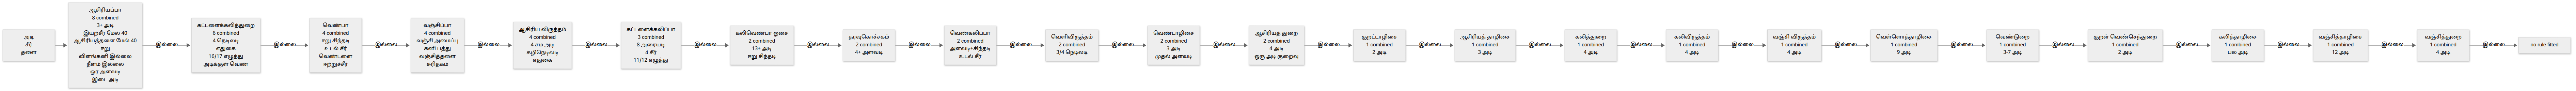 அடி
சீர்
தளை
ஆசிரியப்பா
8 combined
3+ அடி
இயற்சீர் மேல் 40
ஆசிரியத்தளை மேல் 40
ஈறு
விளங்கனி இல்லை
நீளம் இல்லை
ஓர் அளவடி
இடை அடி
இல்லை
கட்டளைக்கலித்துறை
6 combined
4 நெடிலடி
எதுகை
16/17 எழுத்து
அடிக்குள் வெண்
இல்லை
வெண்பா
4 combined
ஈறு சிந்தடி
உடல் சீர்
வெண்டளை
ஈற்றுச்சீர்
இல்லை
வஞ்சிப்பா
4 combined
வஞ்சி அமைப்பு
கனி பத்து
வஞ்சித்தளை
சுரிதகம்
இல்லை
ஆசிரிய விருத்தம்
4 combined
4 சம அடி
கழிநெடிலடி
எதுகை
இல்லை
கட்டளைக்கலிப்பா
3 combined
8 அரையடி
4 சீர்
11/12 எழுத்து
இல்லை
கலிவெண்பா ஓசை
2 combined
13+ அடி
ஈறு சிந்தடி
இல்லை
தரவுகொச்சகம்
2 combined
4+ அளவடி
இல்லை
வெண்கலிப்பா
2 combined
அளவடி+சிந்தடி
உடல் சீர்
இல்லை
வெளிவிருத்தம்
2 combined
3/4 நெடிலடி
இல்லை
வெண்டாழிசை
2 combined
3 அடி
முதல் அளவடி
இல்லை
ஆசிரியத் துறை
2 combined
4 அடி
ஒரு அடி குறைவு
இல்லை
குறட்டாழிசை
1 combined
2 அடி
இல்லை
ஆசிரியத் தாழிசை
1 combined
3 அடி
இல்லை
கலித்துறை
1 combined
4 அடி
இல்லை
கலிவிருத்தம்
1 combined
4 அடி
இல்லை
வஞ்சி விருத்தம்
1 combined
4 அடி
இல்லை
வெள்ளொத்தாழிசை
1 combined
9 அடி
இல்லை
வெண்டுறை
1 combined
3-7 அடி
இல்லை
குறள் வெண்செந்துறை
1 combined
2 அடி
இல்லை
கலித்தாழிசை
1 combined
பல அடி
இல்லை
வஞ்சித்தாழிசை
1 combined
12 அடி
இல்லை
வஞ்சித்துறை
1 combined
4 அடி
இல்லை
no rule fitted